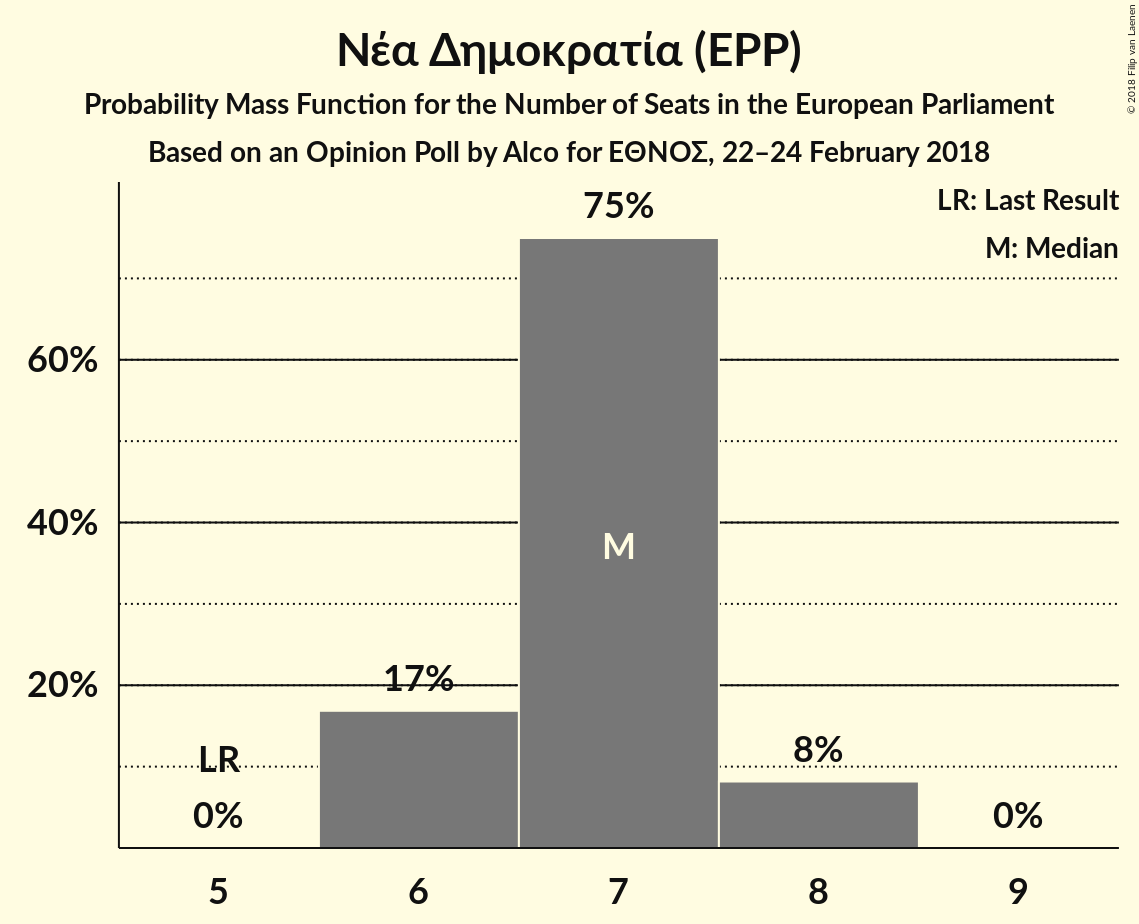 Νέα Δημοκρατία (EPP)
Probability Mass Function for the Number of Seats in the European Parliament
Based on an Opinion Poll by Alco for ΕΘΝΟΣ, 22–24 February 2018
© 2018 Filip van Laenen
LR: Last Result
M: Median
75%
60%
40%
M
20%
17%
LR
8%
0%
0%
5 6 7 8 9